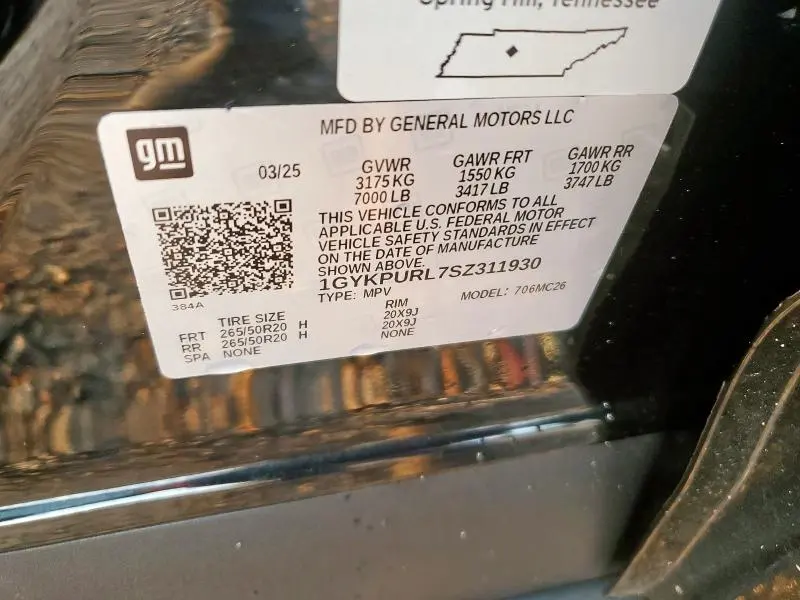 Spring Hill, Tennessee
gm
MFD BY GENERAL MOTORS LLC
03/25
GVWR
3175 KG
7000 LB
GAWR FRT
1550 KG
3417 LB
GAWR RR
1700 KG
3747 LB
THIS VEHICLE CONFORMS TO ALL
APPLICABLE U.S. FEDERAL MOTOR
VEHICLE SAFETY STANDARDS IN EFFECT
ON THE DATE OF MANUFACTURE
SHOWN ABOVE.
1GYKPURL7SZ311930
TYPE: MPV
MODEL: 706MC26
384A
TIRE SIZE RIM
FRT 265/50R20 H 20X9J
RR 265/50R20 H 20X9J
SPA NONE NONE